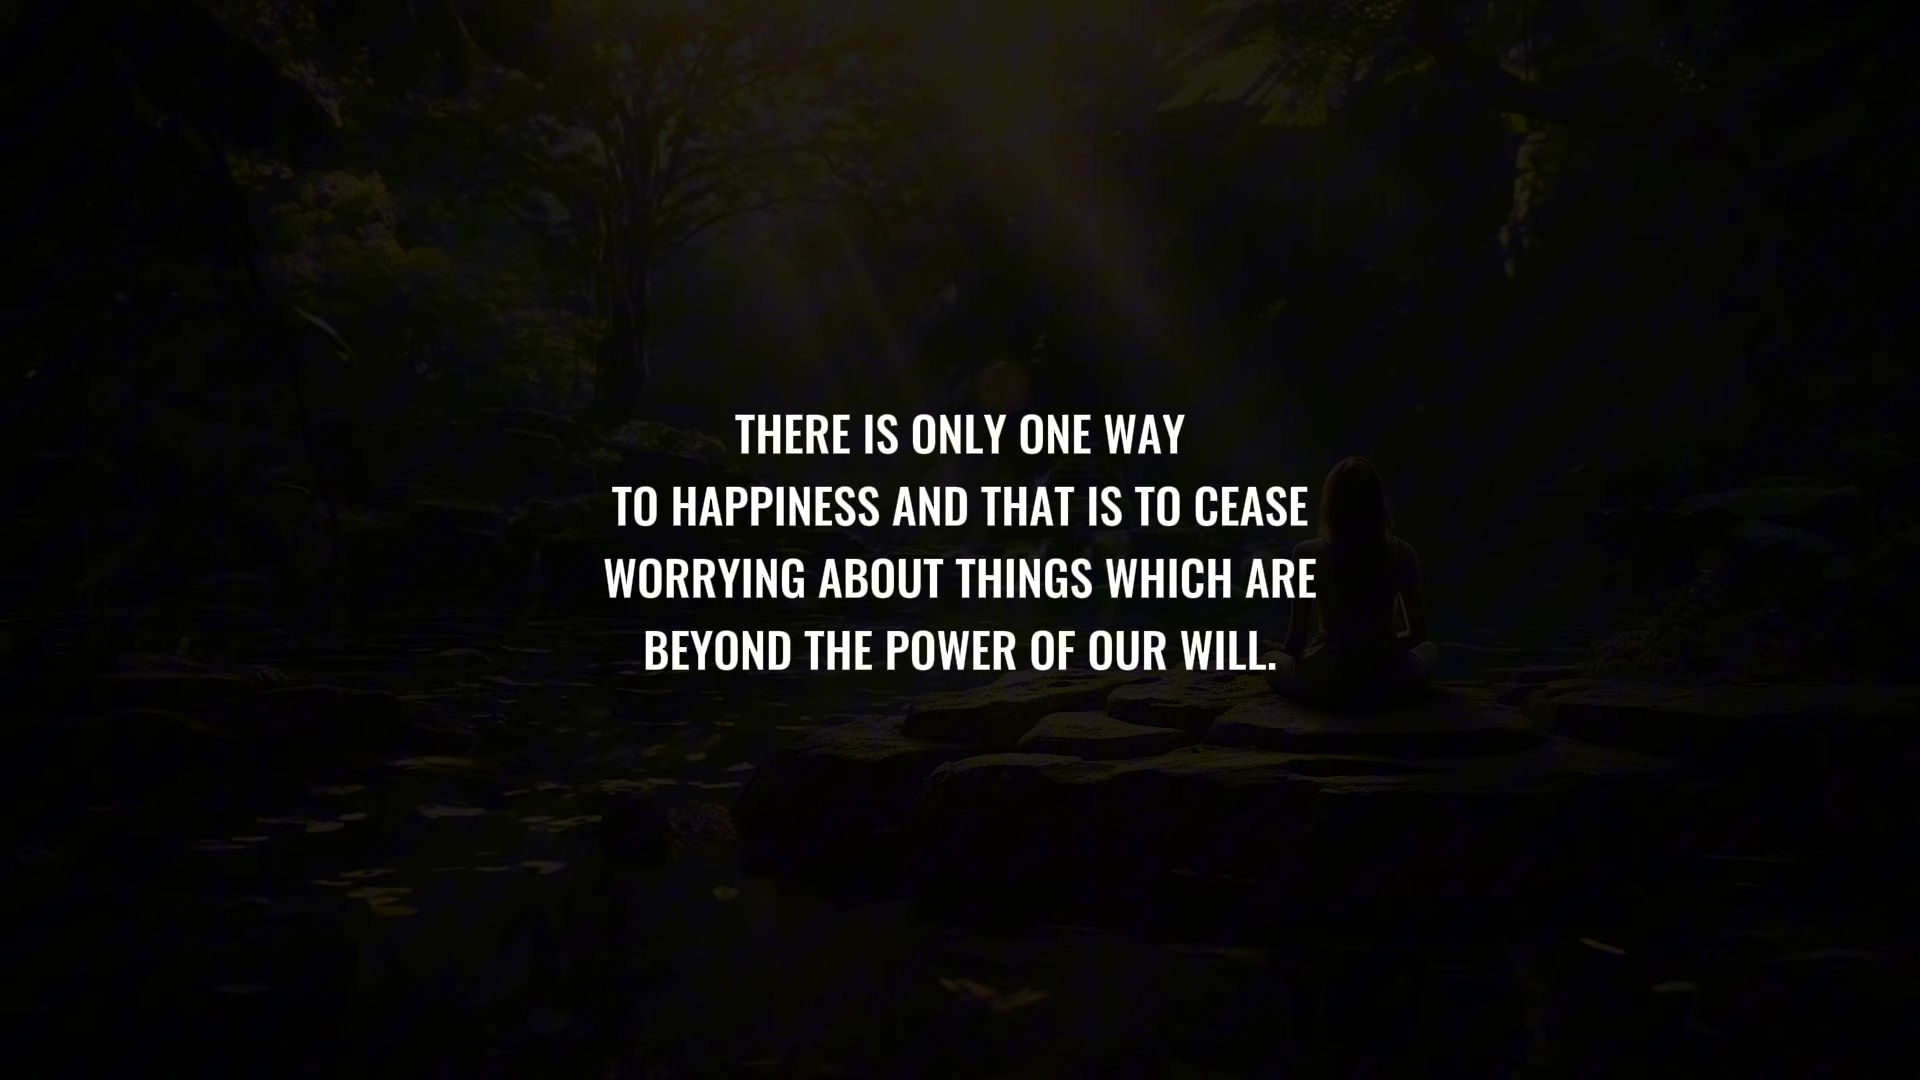 THERE IS ONLY ONE WAY
TO HAPPINESS AND THAT IS TO CEASE
WORRYING ABOUT THINGS WHICH ARE
BEYOND THE POWER OF OUR WILL.